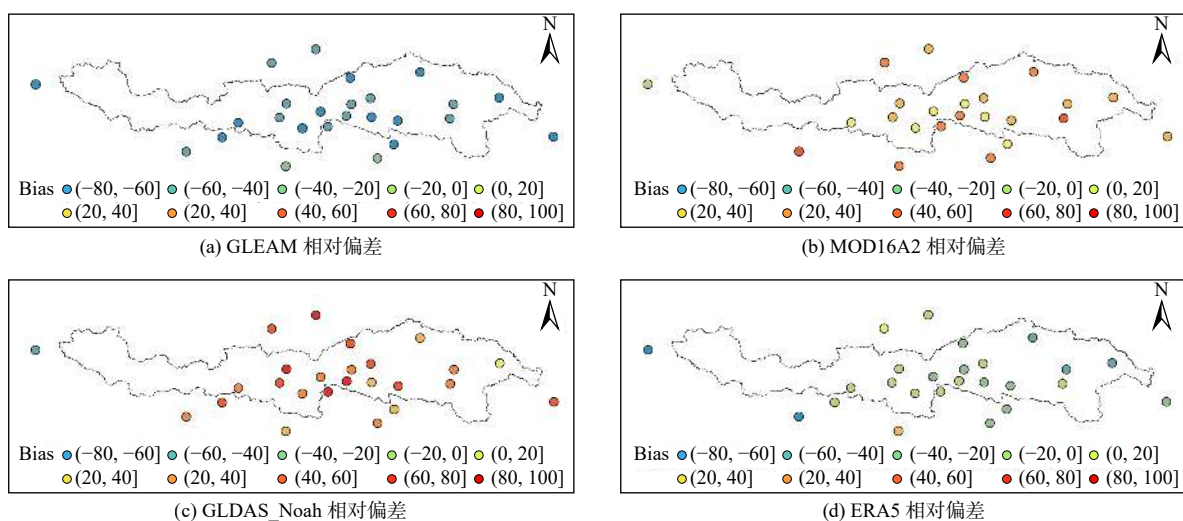 N
Bias (−80, −60] (−60, −40] (−40, −20] (−20, 0] (0, 20]
(20, 40] (20, 40] (40, 60] (60, 80] (80, 100]
(a) GLEAM 相对偏差
N
Bias (−80, −60] (−60, −40] (−40, −20] (−20, 0] (0, 20]
(20, 40] (20, 40] (40, 60] (60, 80] (80, 100]
(b) MOD16A2 相对偏差
N
Bias (−80, −60] (−60, −40] (−40, −20] (−20, 0] (0, 20]
(20, 40] (20, 40] (40, 60] (60, 80] (80, 100]
(c) GLDAS_Noah 相对偏差
N
Bias (−80, −60] (−60, −40] (−40, −20] (−20, 0] (0, 20]
(20, 40] (20, 40] (40, 60] (60, 80] (80, 100]
(d) ERA5 相对偏差